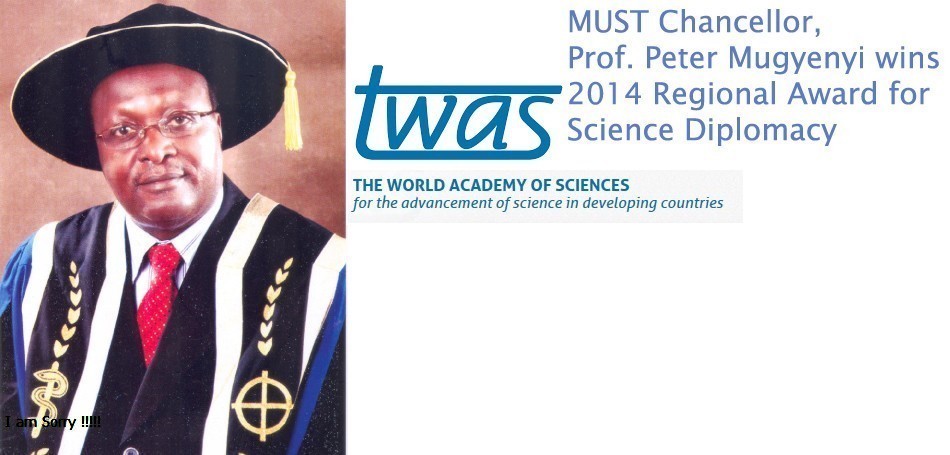 MUST Chancellor,
Prof. Peter Mugyenyi wins
2014 Regional Award for
Science Diplomacy
twas
THE WORLD ACADEMY OF SCIENCES
for the advancement of science in developing countries
I am Sorry !!!!!